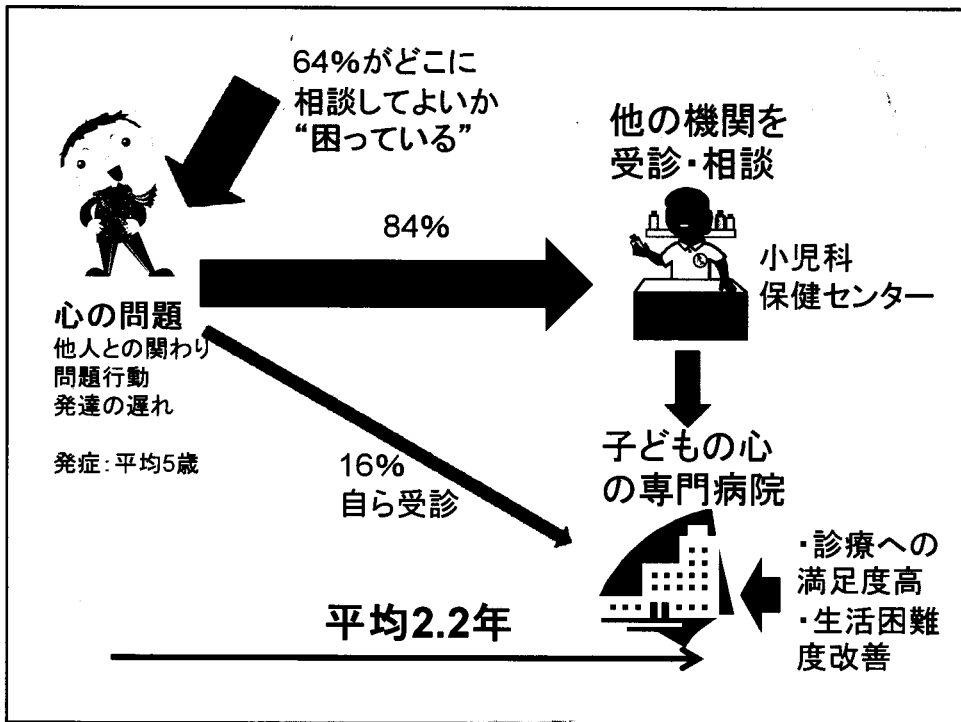 64%がどこに
相談してよいか
“困っている”
他の機関を
受診・相談
84%
小児科
保健センター
心の問題
他人との関わり
問題行動
発達の遅れ
発症：平均5歳
16%
自ら受診
子どもの心
の専門病院
・診療への
満足度高
・生活困難
度改善
平均2.2年